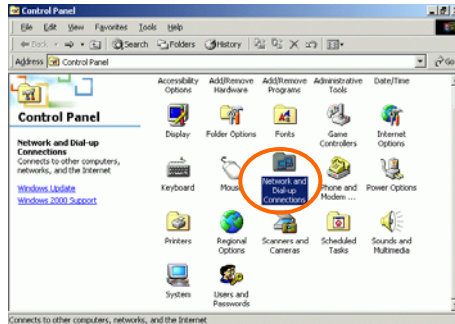 Control Panel
File Edit View Favorites Tools Help
Back Search Folders History
Address Control Panel Go
Control Panel
Network and Dial-up
Connections
Connects to other computers,
networks, and the Internet
Windows Update
Windows 2000 Support
Accessibility
Options
Add/Remove
Hardware
Add/Remove
Programs
Administrative
Tools
Date/Time
Display
Folder Options
Fonts
Game
Controllers
Internet
Options
Keyboard
Mouse
Network and
Dial-up
Connections
Phone and
Modem ...
Power Options
Printers
Regional
Options
Scanners and
Cameras
Scheduled
Tasks
Sounds and
Multimedia
System
Users and
Passwords
Connects to other computers, networks, and the Internet